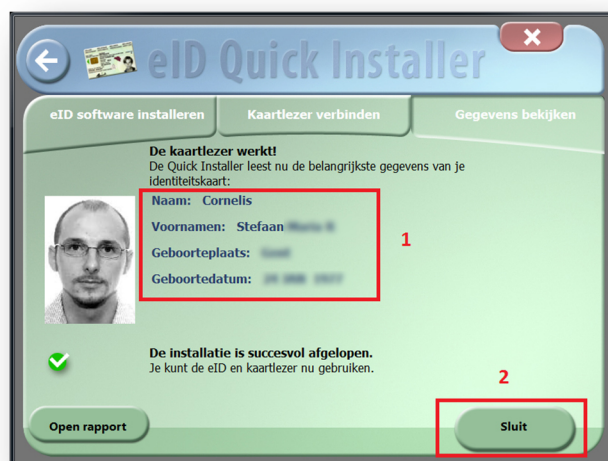 eID Quick Installer
eID software installeren
Kaartlezer verbinden
Gegevens bekijken
De kaartlezer werkt!
De Quick Installer leest nu de belangrijkste gegevens van je
identiteitskaart:
Naam: Cornelis
Voornamen: Stefaan
Geboorteplaats:
Geboortedatum:
1
De installatie is succesvol afgelopen.
Je kunt de eID en kaartlezer nu gebruiken.
2
Open rapport
Sluit